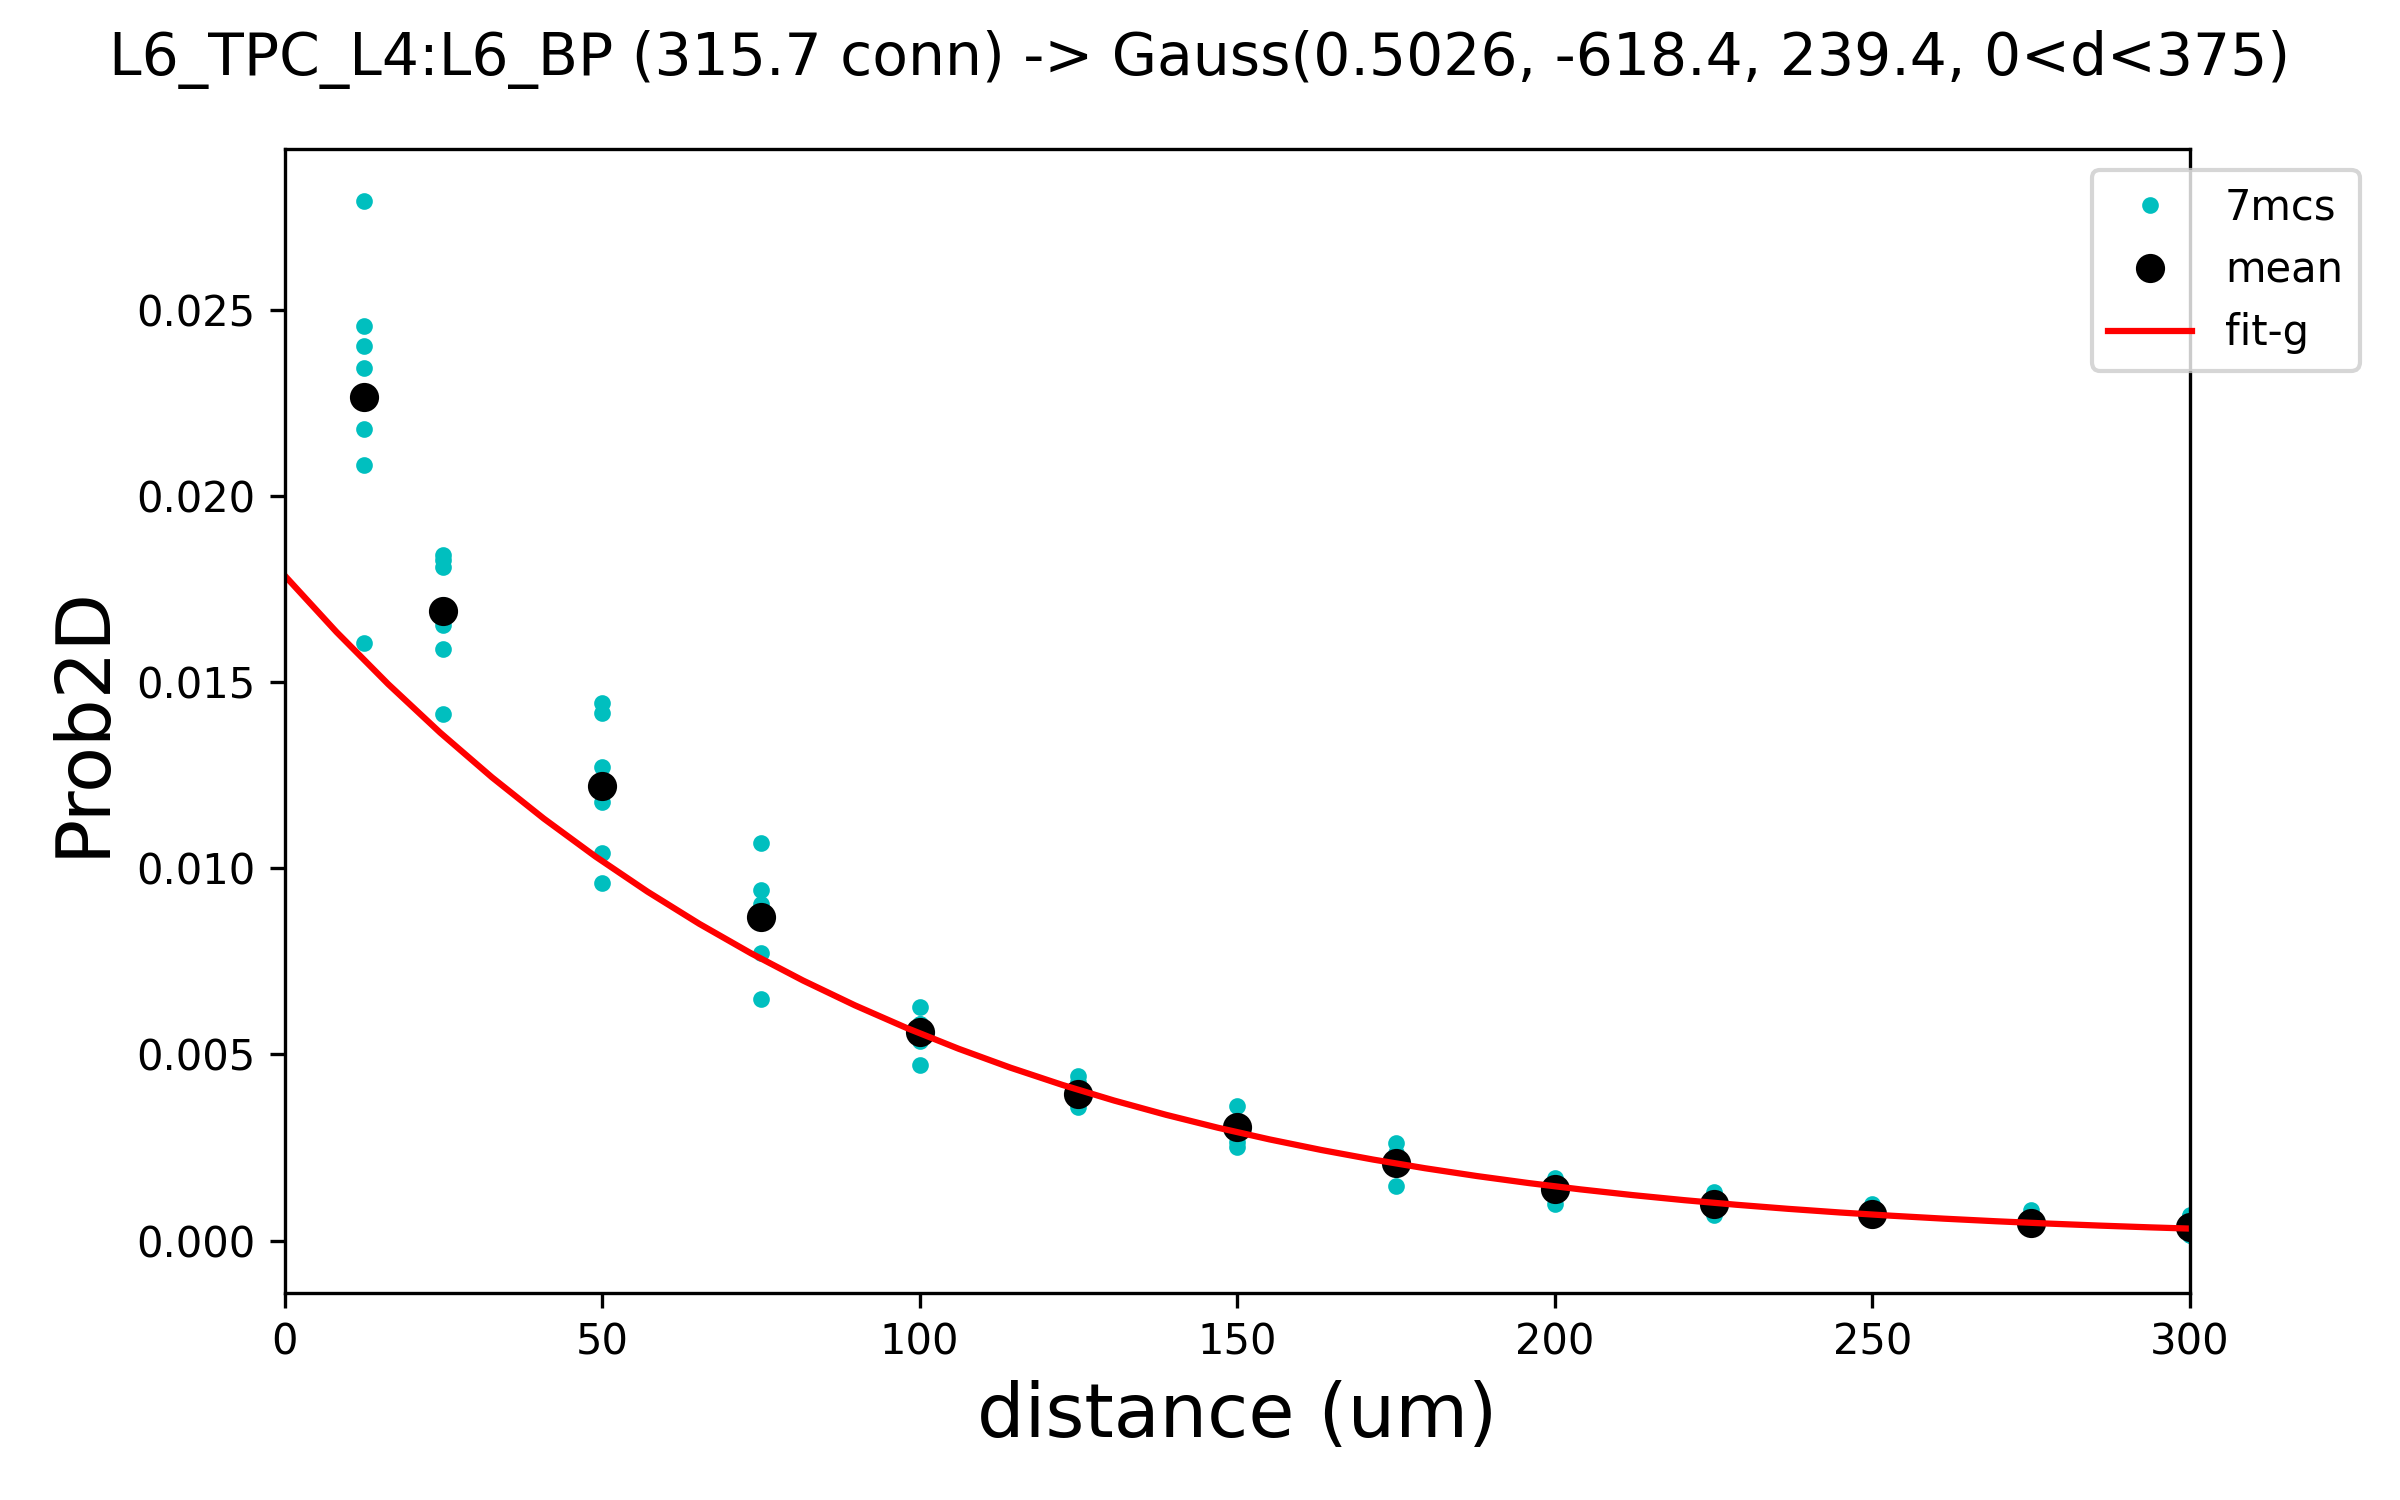 L6_TPC_L4:L6_BP (315.7 conn) -> Gauss(0.5026, -618.4, 239.4, 0<d<375)
7mcs
mean
fit-g
Prob2D
0.025
0.020
0.015
0.010
0.005
0.000
0 50 100 150 200 250 300
distance (um)